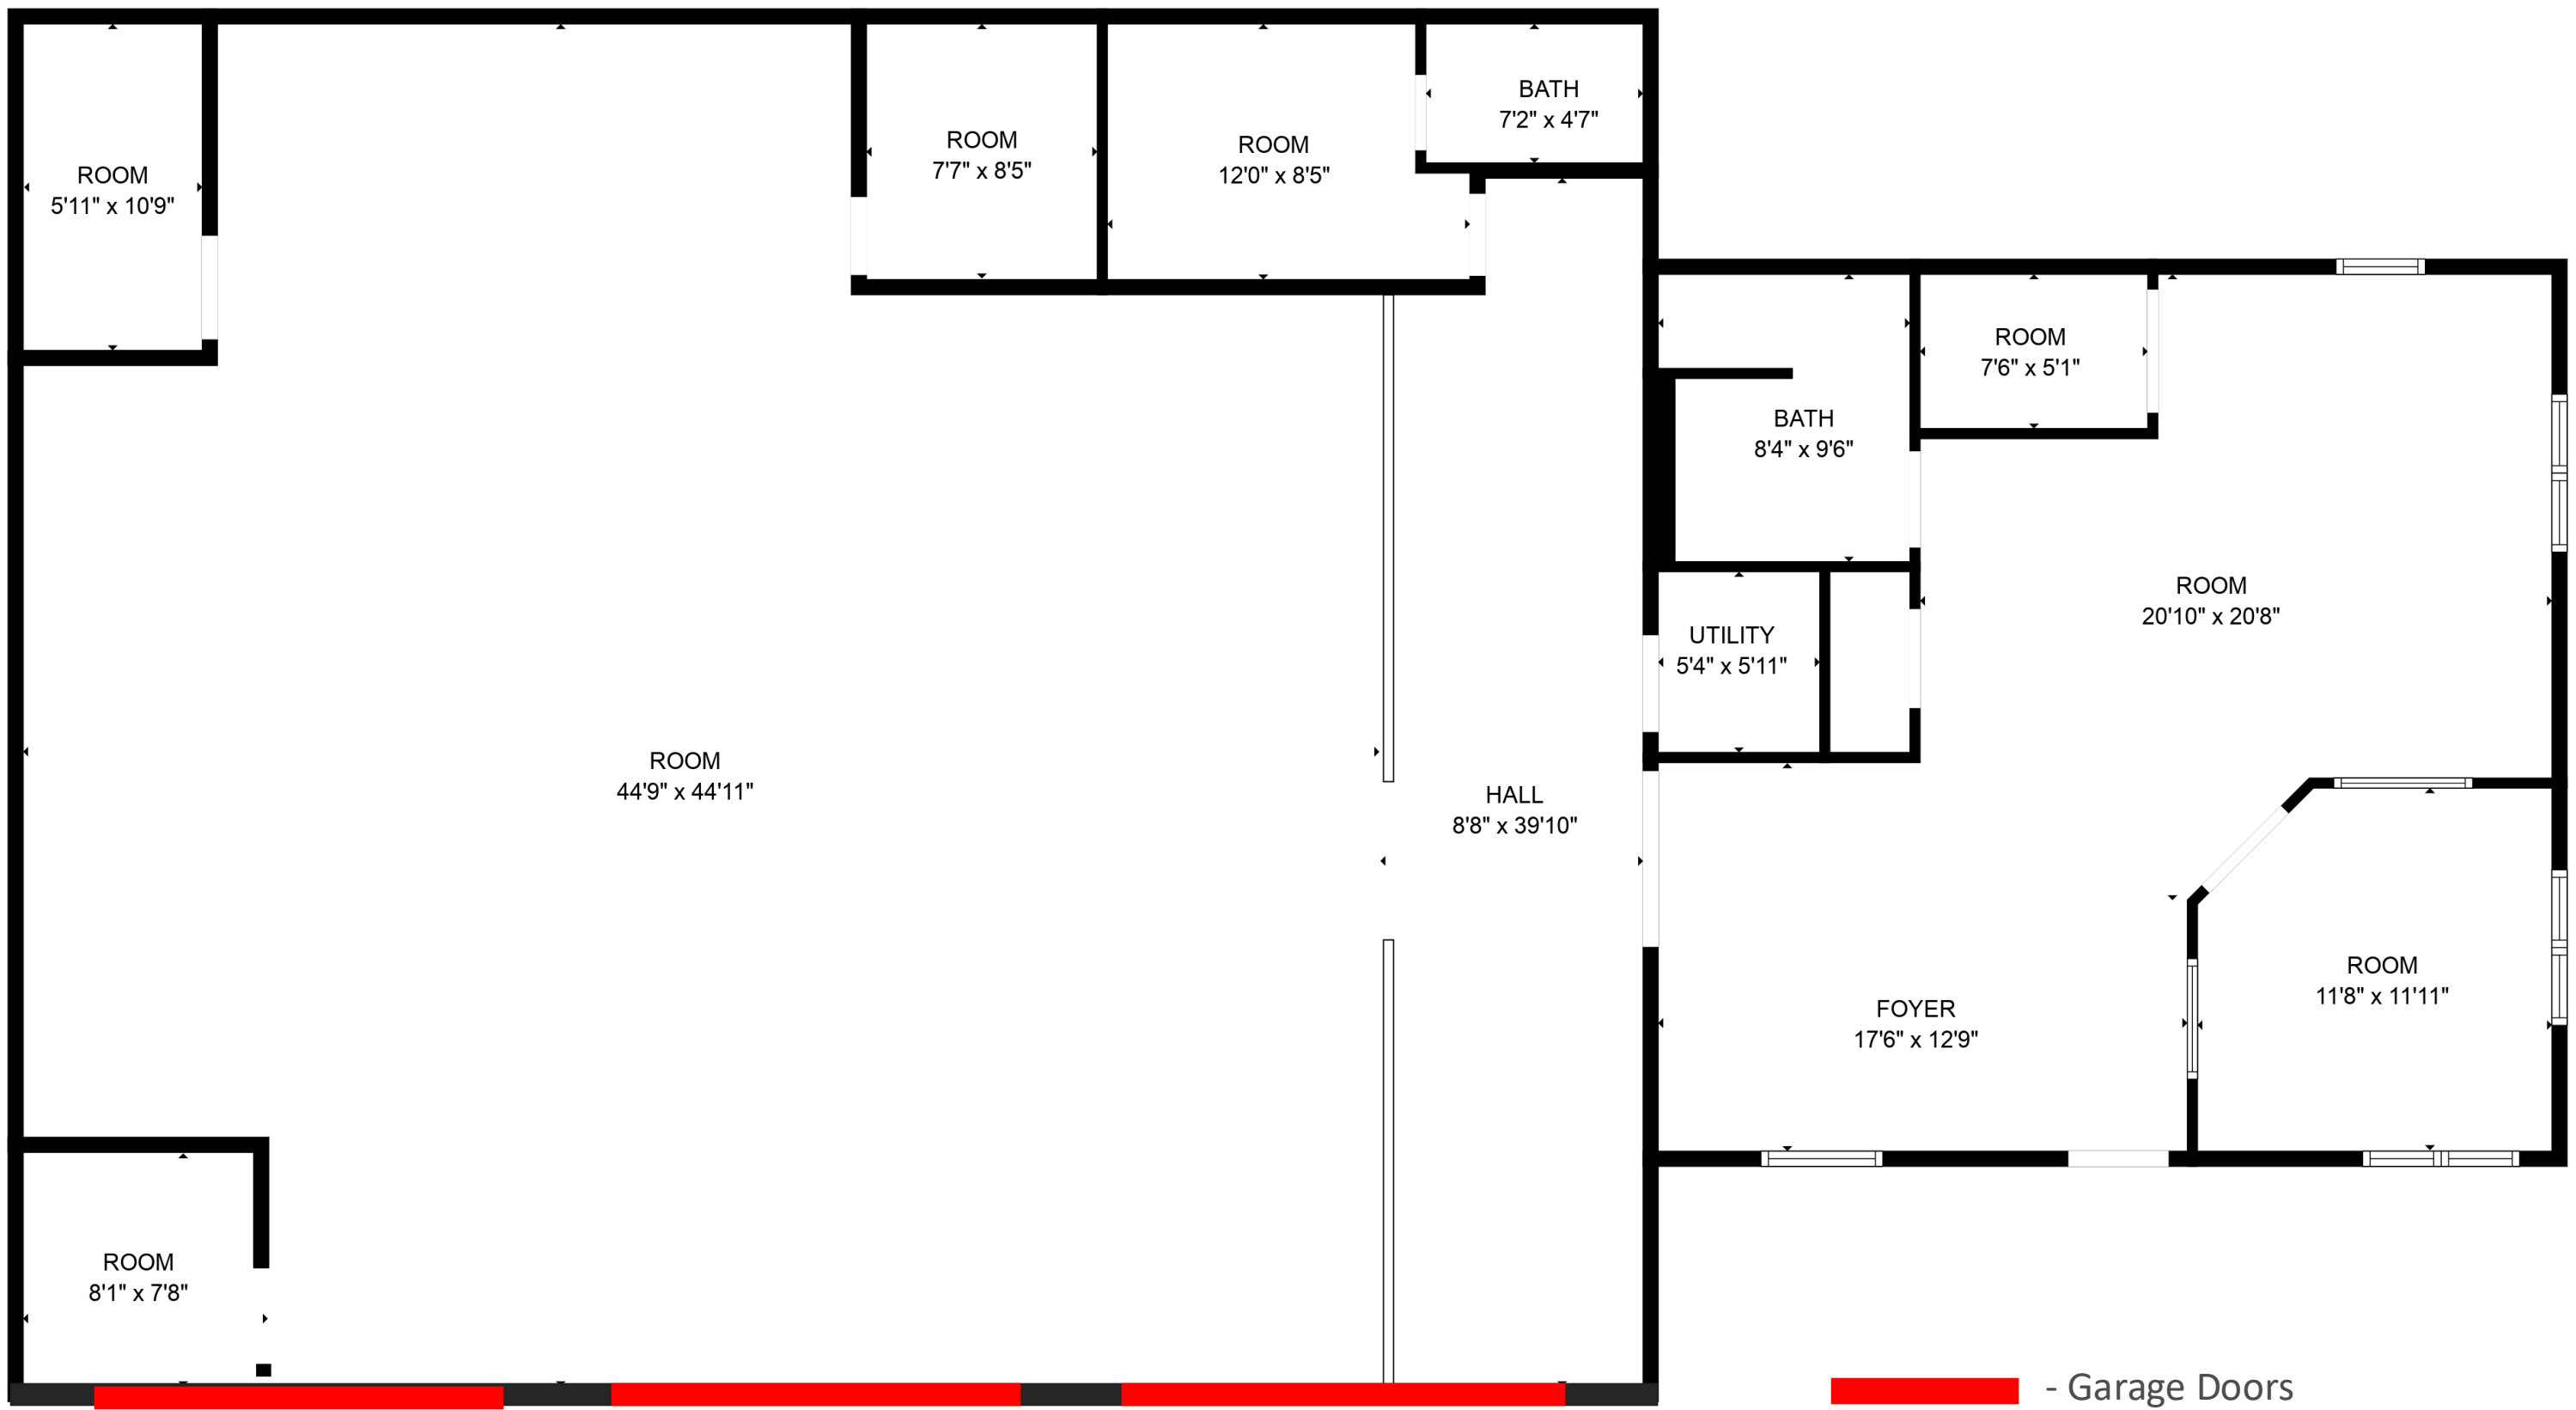 BATH
7'2" x 4'7"
ROOM
7'7" x 8'5"
ROOM
12'0" x 8'5"
ROOM
5'11" x 10'9"
ROOM
7'6" x 5'1"
BATH
8'4" x 9'6"
ROOM
20'10" x 20'8"
UTILITY
5'4" x 5'11"
ROOM
44'9" x 44'11"
HALL
8'8" x 39'10"
ROOM
11'8" x 11'11"
FOYER
17'6" x 12'9"
ROOM
8'1" x 7'8"
- Garage Doors